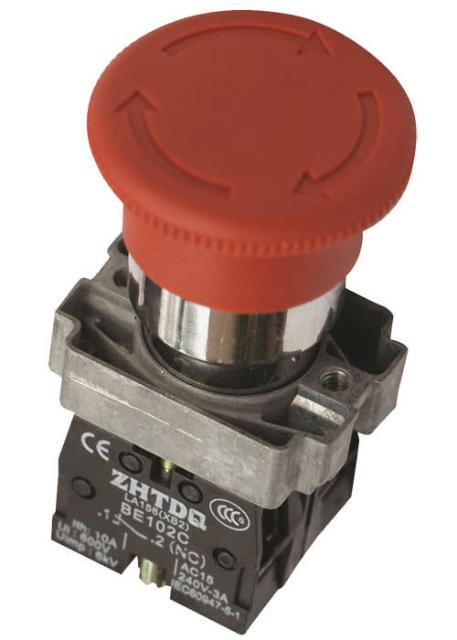 CE
ZHTDQ
CCC
LA156(XB2)
BE102C
.1
.2 (NC)
Ith: 10A
Ui: 600V
Uimp: 6kV
AC15
240V-3A
IEC60947-5-1